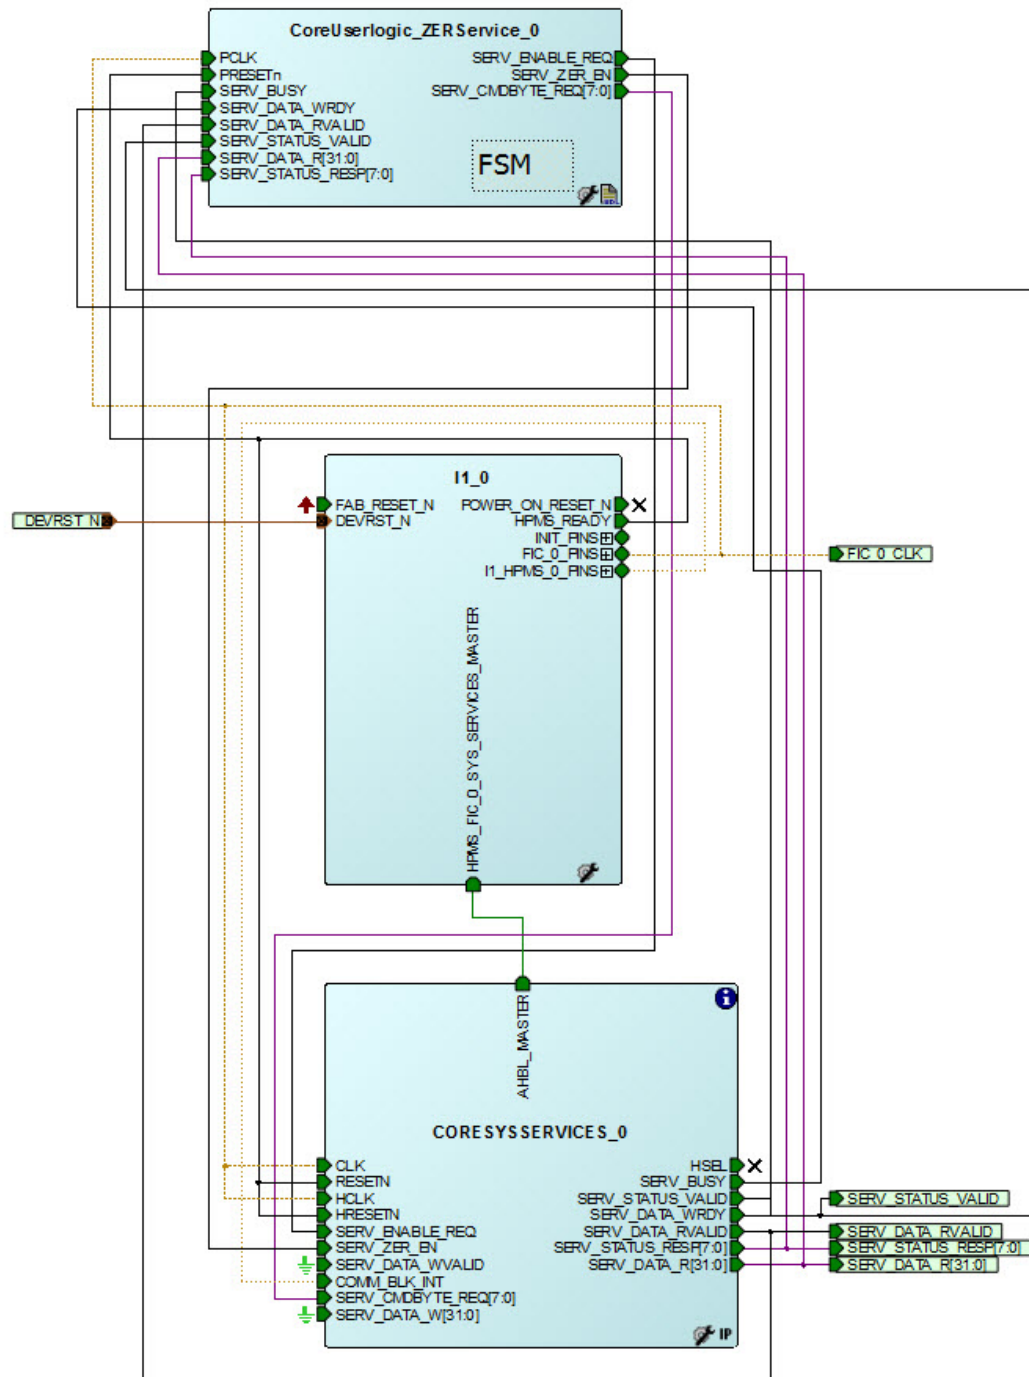 CoreUserlogic_ZERService_0
PCLK
SERV_ENABLE_REQ
PRESETn
SERV_ZER_EN
SERV_BUSY
SERV_CMDBYTE_REQ[7:0]
SERV_DATA_WRDY
SERV_DATA_RVALID
SERV_STATUS_VALID
SERV_DATA_R[31:0]
SERV_STATUS_RESP[7:0]
FSM
HDL
I1_0
FAB_RESET_N
POWER_ON_RESET_N
DEVRST_N
DEVRST_N
HPMS_READY
INIT_PINS
FIC_0_PINS
FIC_0_CLK
I1_HPMS_0_PINS
HPMS_FIC_0_SYS_SERVICES_MASTER
AHBL_MASTER
CORESYSSERVICES_0
CLK
HSEL
RESETN
SERV_BUSY
HCLK
SERV_STATUS_VALID
SERV_STATUS_VALID
HRESETN
SERV_DATA_WRDY
SERV_ENABLE_REQ
SERV_DATA_RVALID
SERV_DATA_RVALID
SERV_ZER_EN
SERV_STATUS_RESP[7:0]
SERV_STATUS_RESP[7:0]
SERV_DATA_WVALID
SERV_DATA_R[31:0]
SERV_DATA_R[31:0]
COMM_BLK_INT
SERV_CMDBYTE_REQ[7:0]
SERV_DATA_W[31:0]
IP